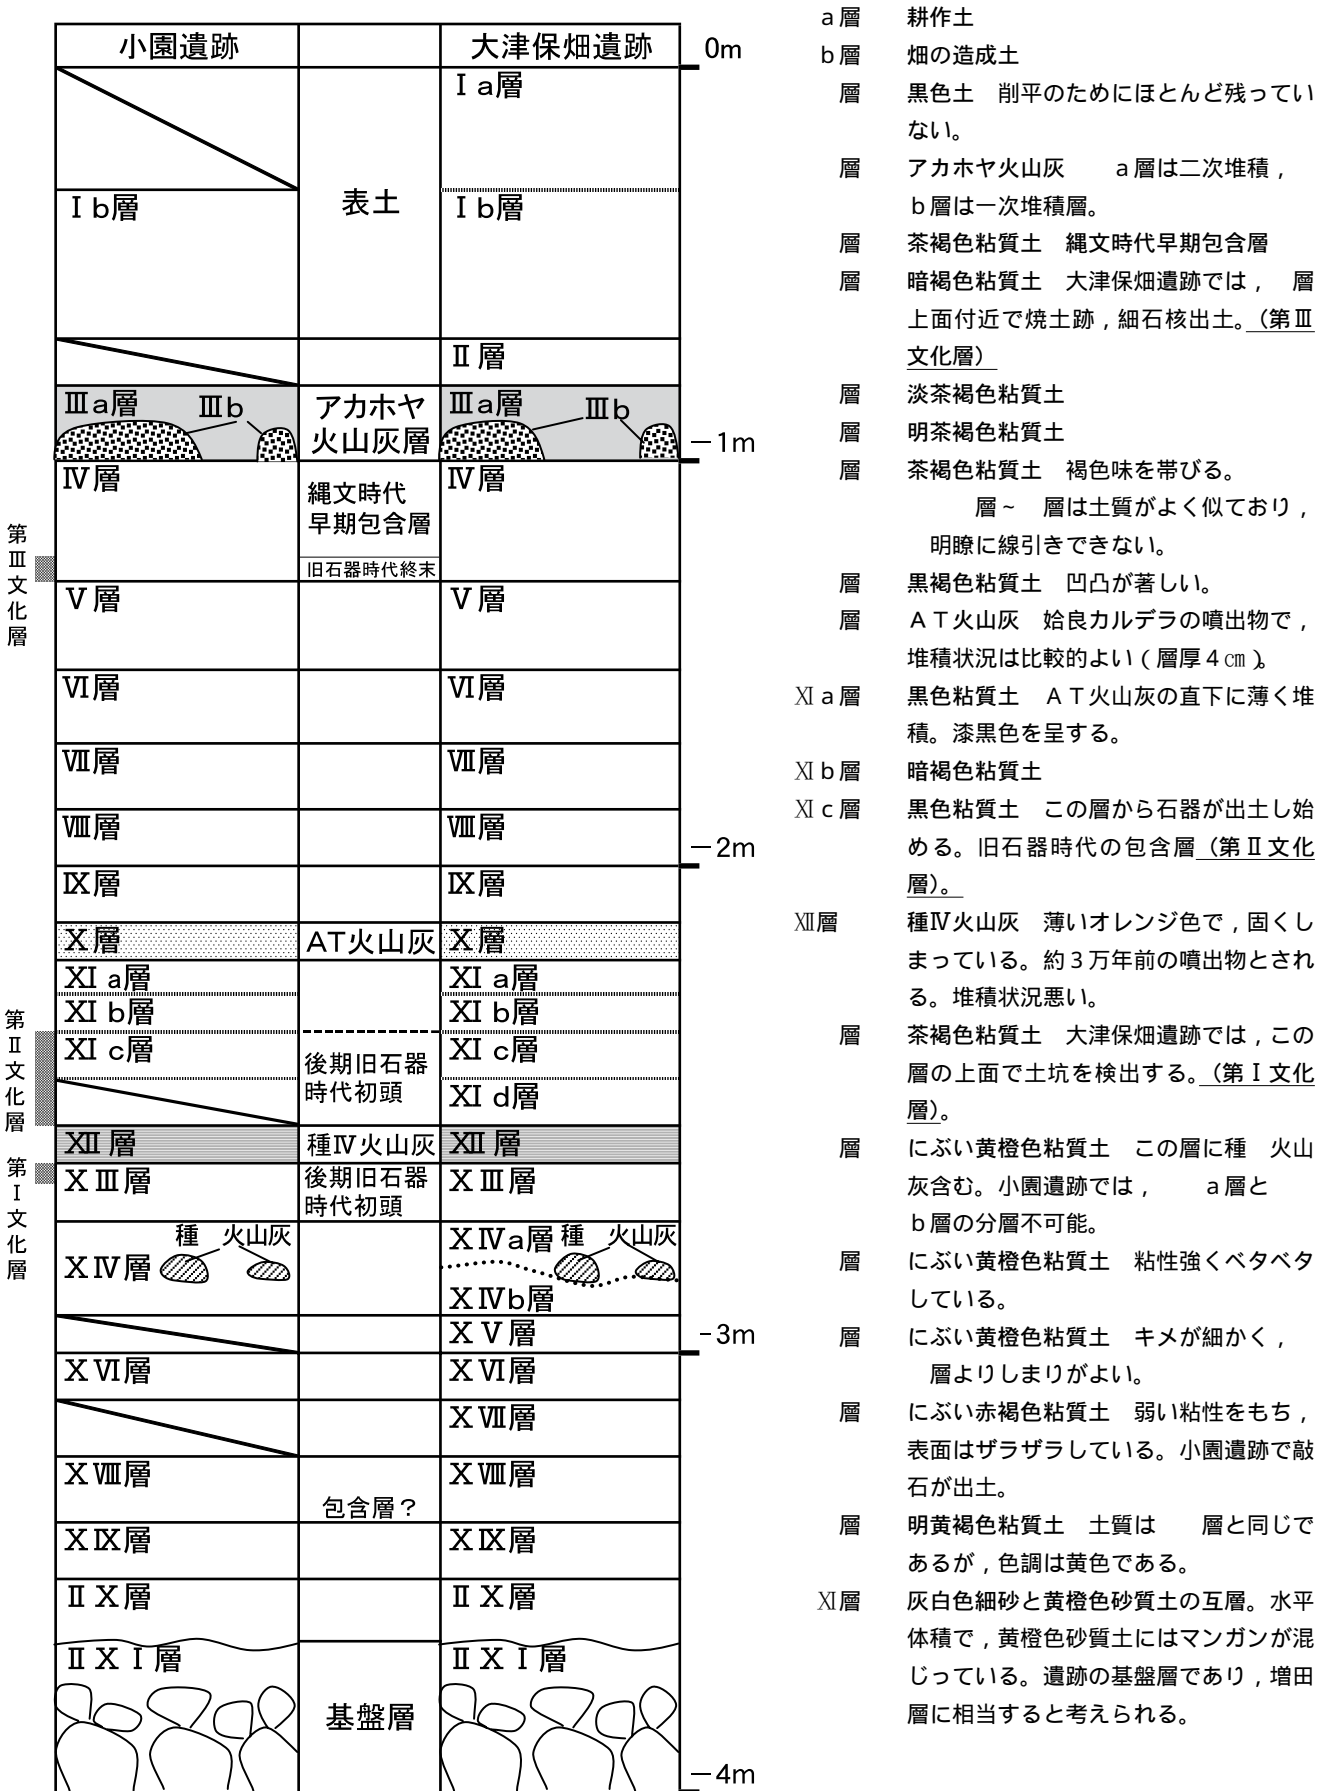 小園遺跡
大津保畑遺跡
0m
Ⅰa層
Ⅰb層
表土
Ⅰb層
Ⅱ層
Ⅲa層 Ⅲb
アカホヤ
火山灰層
Ⅲa層 Ⅲb
1m
Ⅳ層
縄文時代
早期包含層
旧石器時代終末
Ⅳ層
第Ⅲ文化層
Ⅴ層
Ⅴ層
Ⅵ層
Ⅵ層
Ⅶ層
Ⅶ層
Ⅷ層
Ⅷ層
2m
Ⅸ層
Ⅸ層
Ⅹ層
AT火山灰
Ⅹ層
Ⅺ a層
Ⅺ a層
Ⅺ b層
Ⅺ b層
第Ⅱ文化層
Ⅺ c層
後期旧石器
時代初頭
Ⅺ c層
Ⅺ d層
Ⅻ層
種Ⅳ火山灰
Ⅻ層
第Ⅰ文化層
ⅩⅢ層
後期旧石器
時代初頭
ⅩⅢ層
ⅩⅣ層
種 火山灰
ⅩⅣa層
種 火山灰
ⅩⅣb層
ⅩⅤ層
3m
ⅩⅥ層
ⅩⅥ層
ⅩⅦ層
ⅩⅧ層
包含層？
ⅩⅧ層
ⅩⅨ層
ⅩⅨ層
ⅡⅩ層
ⅡⅩ層
ⅡⅩⅠ層
基盤層
ⅡⅩⅠ層
4m
a層 耕作土
b層 畑の造成土
層 黒色土 削平のためにほとんど残ってい
ない。
層 アカホヤ火山灰 a層は二次堆積，
b層は一次堆積層。
層 茶褐色粘質土 縄文時代早期包含層
層 暗褐色粘質土 大津保畑遺跡では， 層
上面付近で焼土跡，細石核出土。（第Ⅲ
文化層）
層 淡茶褐色粘質土
層 明茶褐色粘質土
層 茶褐色粘質土 褐色味を帯びる。
層～ 層は土質がよく似ており，
明瞭に線引きできない。
層 黒褐色粘質土 凹凸が著しい。
層 ＡＴ火山灰 姶良カルデラの噴出物で，
堆積状況は比較的よい（層厚４㎝）。
Ⅺa層 黒色粘質土 ＡＴ火山灰の直下に薄く堆
積。漆黒色を呈する。
Ⅺb層 暗褐色粘質土
Ⅺc層 黒色粘質土 この層から石器が出土し始
める。旧石器時代の包含層（第Ⅱ文化
層）。
Ⅻ層 種Ⅳ火山灰 薄いオレンジ色で，固くし
まっている。約３万年前の噴出物とされ
る。堆積状況悪い。
層 茶褐色粘質土 大津保畑遺跡では，この
層の上面で土坑を検出する。（第Ⅰ文化
層）。
層 にぶい黄橙色粘質土 この層に種 火山
灰含む。小園遺跡では， a層と
b層の分層不可能。
層 にぶい黄橙色粘質土 粘性強くベタベタ
している。
層 にぶい黄橙色粘質土 キメが細かく，
層よりしまりがよい。
層 にぶい赤褐色粘質土 弱い粘性をもち，
表面はザラザラしている。小園遺跡で敲
石が出土。
層 明黄褐色粘質土 土質は 層と同じで
あるが，色調は黄色である。
Ⅺ層 灰白色細砂と黄橙色砂質土の互層。水平
体積で，黄橙色砂質土にはマンガンが混
じっている。遺跡の基盤層であり，増田
層に相当すると考えられる。